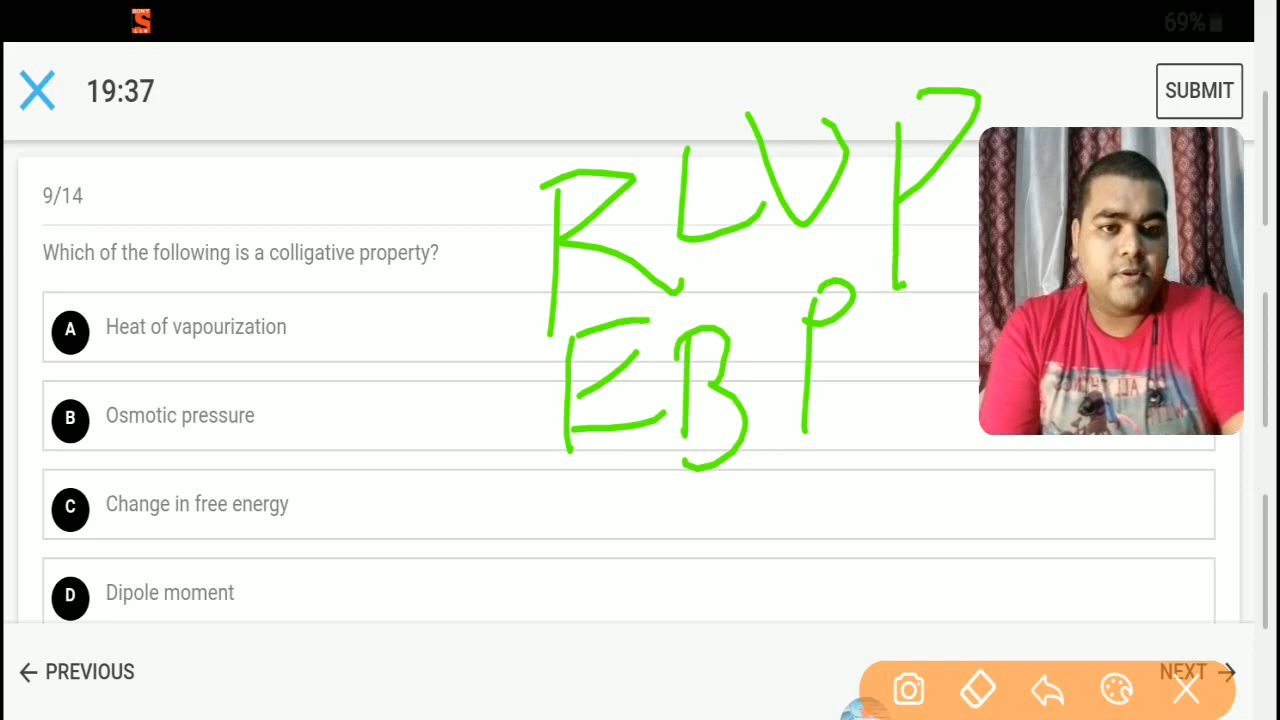 69%
19:37
SUBMIT
RLVP
9/14
Which of the following is a colligative property?
EBP
A Heat of vapourization
B Osmotic pressure
C Change in free energy
D Dipole moment
PREVIOUS
NEXT